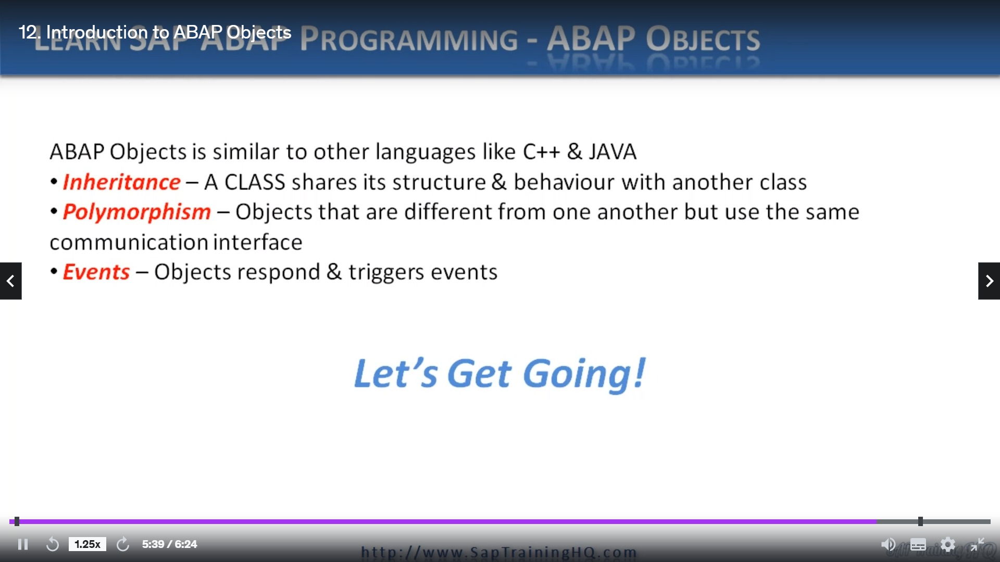 12. Introduction to ABAP Objects
LEARN SAP ABAP PROGRAMMING - ABAP OBJECTS
ABAP Objects is similar to other languages like C++ & JAVA
• Inheritance – A CLASS shares its structure & behaviour with another class
• Polymorphism – Objects that are different from one another but use the same
communication interface
• Events – Objects respond & triggers events
Let's Get Going!
1.25x
5:39 / 6:24
http://www.SapTrainingHQ.com